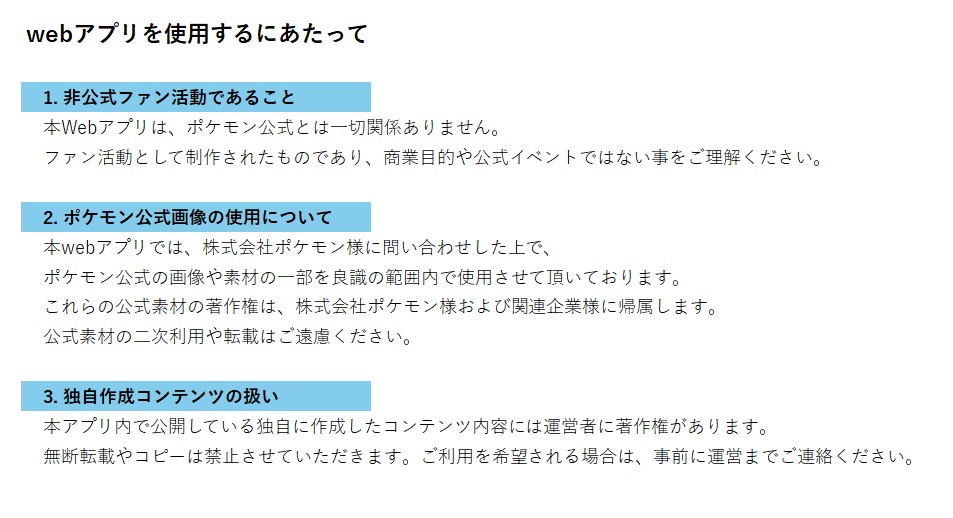 webアプリを使用するにあたって
1. 非公式ファン活動であること
本Webアプリは、ポケモン公式とは一切関係ありません。
ファン活動として制作されたものであり、商業目的や公式イベントではない事をご理解ください。
2. ポケモン公式画像の使用について
本webアプリでは、株式会社ポケモン様に問い合わせした上で、
ポケモン公式の画像や素材の一部を良識の範囲内で使用させて頂いております。
これらの公式素材の著作権は、株式会社ポケモン様および関連企業様に帰属します。
公式素材の二次利用や転載はご遠慮ください。
3. 独自作成コンテンツの扱い
本アプリ内で公開している独自に作成したコンテンツ内容には運営者に著作権があります。
無断転載やコピーは禁止させていただきます。ご利用を希望される場合は、事前に運営までご連絡ください。